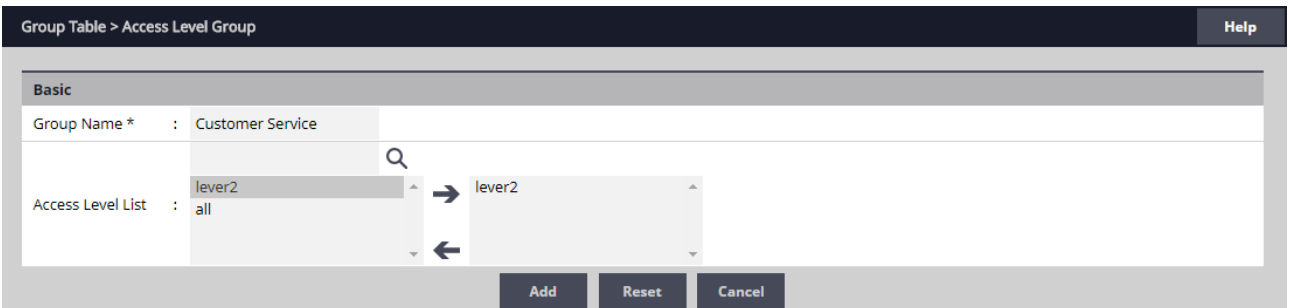 Group Table > Access Level Group
Help
Basic
Group Name * : Customer Service
Access Level List :
lever2
all
lever2
Add Reset Cancel